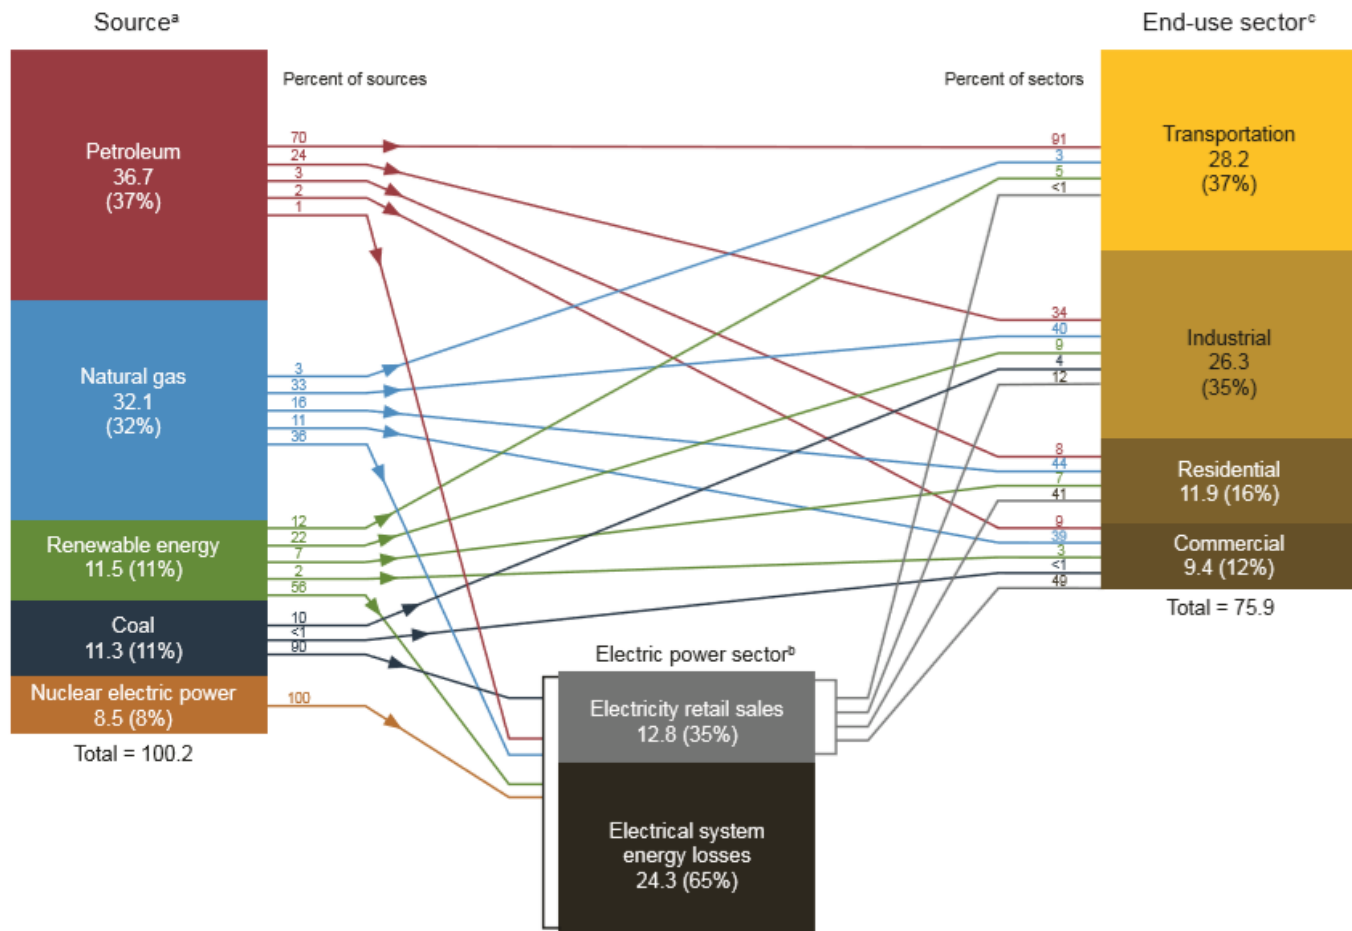 Sourceᵃ
End-use sectorᶜ
Percent of sources
Percent of sectors
Petroleum
36.7
(37%)
70
24
3
2
1
Natural gas
32.1
(32%)
3
33
16
11
36
Renewable energy
11.5 (11%)
12
22
7
2
56
Coal
11.3 (11%)
10
<1
90
Nuclear electric power
8.5 (8%)
100
Total = 100.2
Electric power sectorᵇ
Electricity retail sales
12.8 (35%)
Electrical system
energy losses
24.3 (65%)
91
3
5
<1
Transportation
28.2
(37%)
34
40
9
4
12
Industrial
26.3
(35%)
8
44
7
41
Residential
11.9 (16%)
9
39
3
<1
49
Commercial
9.4 (12%)
Total = 75.9